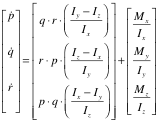 [ṗ; q̇; ṙ] = [q · r · ((I_y − I_z) / I_x); r · p · ((I_z − I_x) / I_y); p · q · ((I_x − I_y) / I_z)] + [M_x / I_x; M_y / I_y; M_z / I_z]